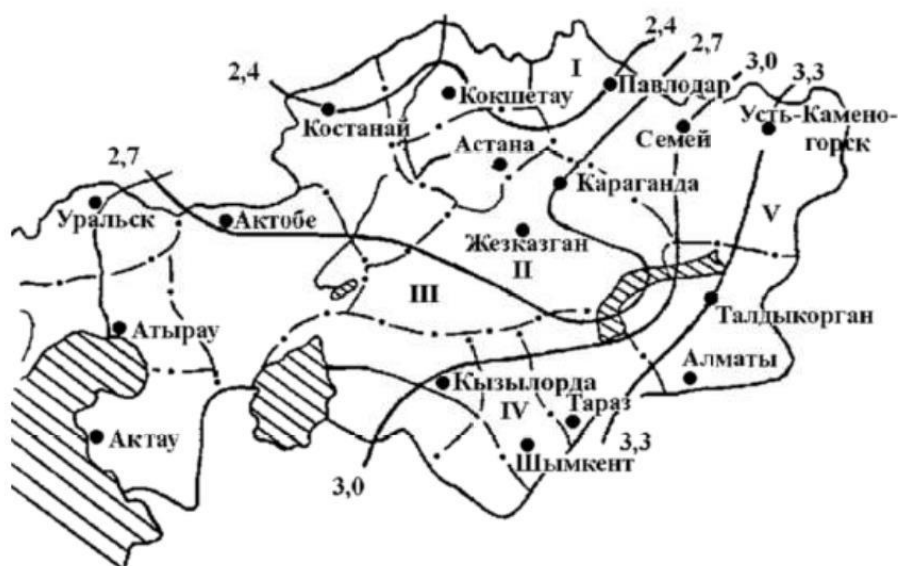 2,4
2,7
3,0
3,3
I
2,4
Павлодар
Кокшетау
Костанай
Семей
Усть-Камено-
горск
Астана
2,7
Караганда
V
Уральск
Актобе
Жезказган
II
III
Талдыкорган
Атырау
Алматы
Кызылорда
IV
Тараз
Актау
3,3
Шымкент
3,0